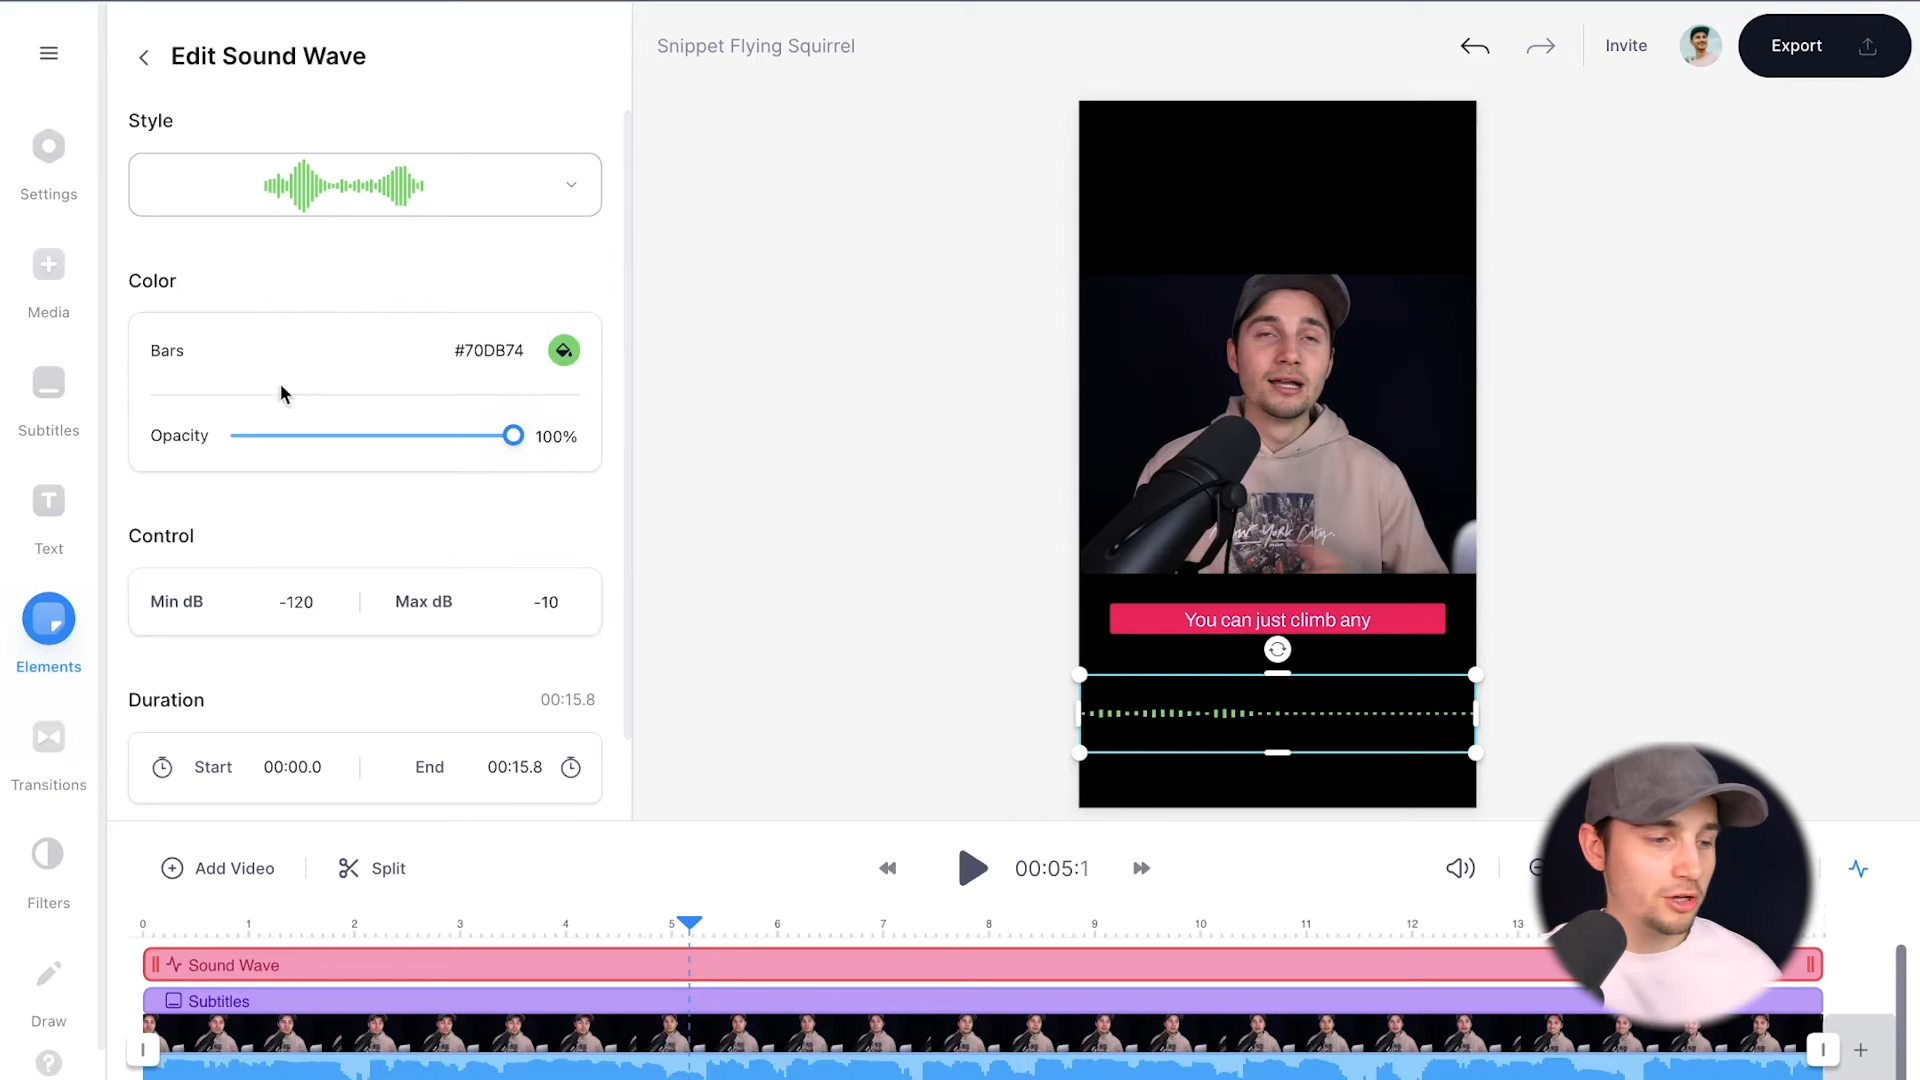 Edit Sound Wave
Snippet Flying Squirrel
Invite
Export
Settings
Media
Subtitles
Text
Elements
Transitions
Filters
Draw
Style
Color
Bars
#70DB74
Opacity
100%
Control
Min dB
-120
Max dB
-10
Duration
00:15.8
Start
00:00.0
End
00:15.8
You can just climb any
Add Video
Split
00:05:1
0 1 2 3 4 5 6 7 8 9 10 11 12 13
Sound Wave
Subtitles